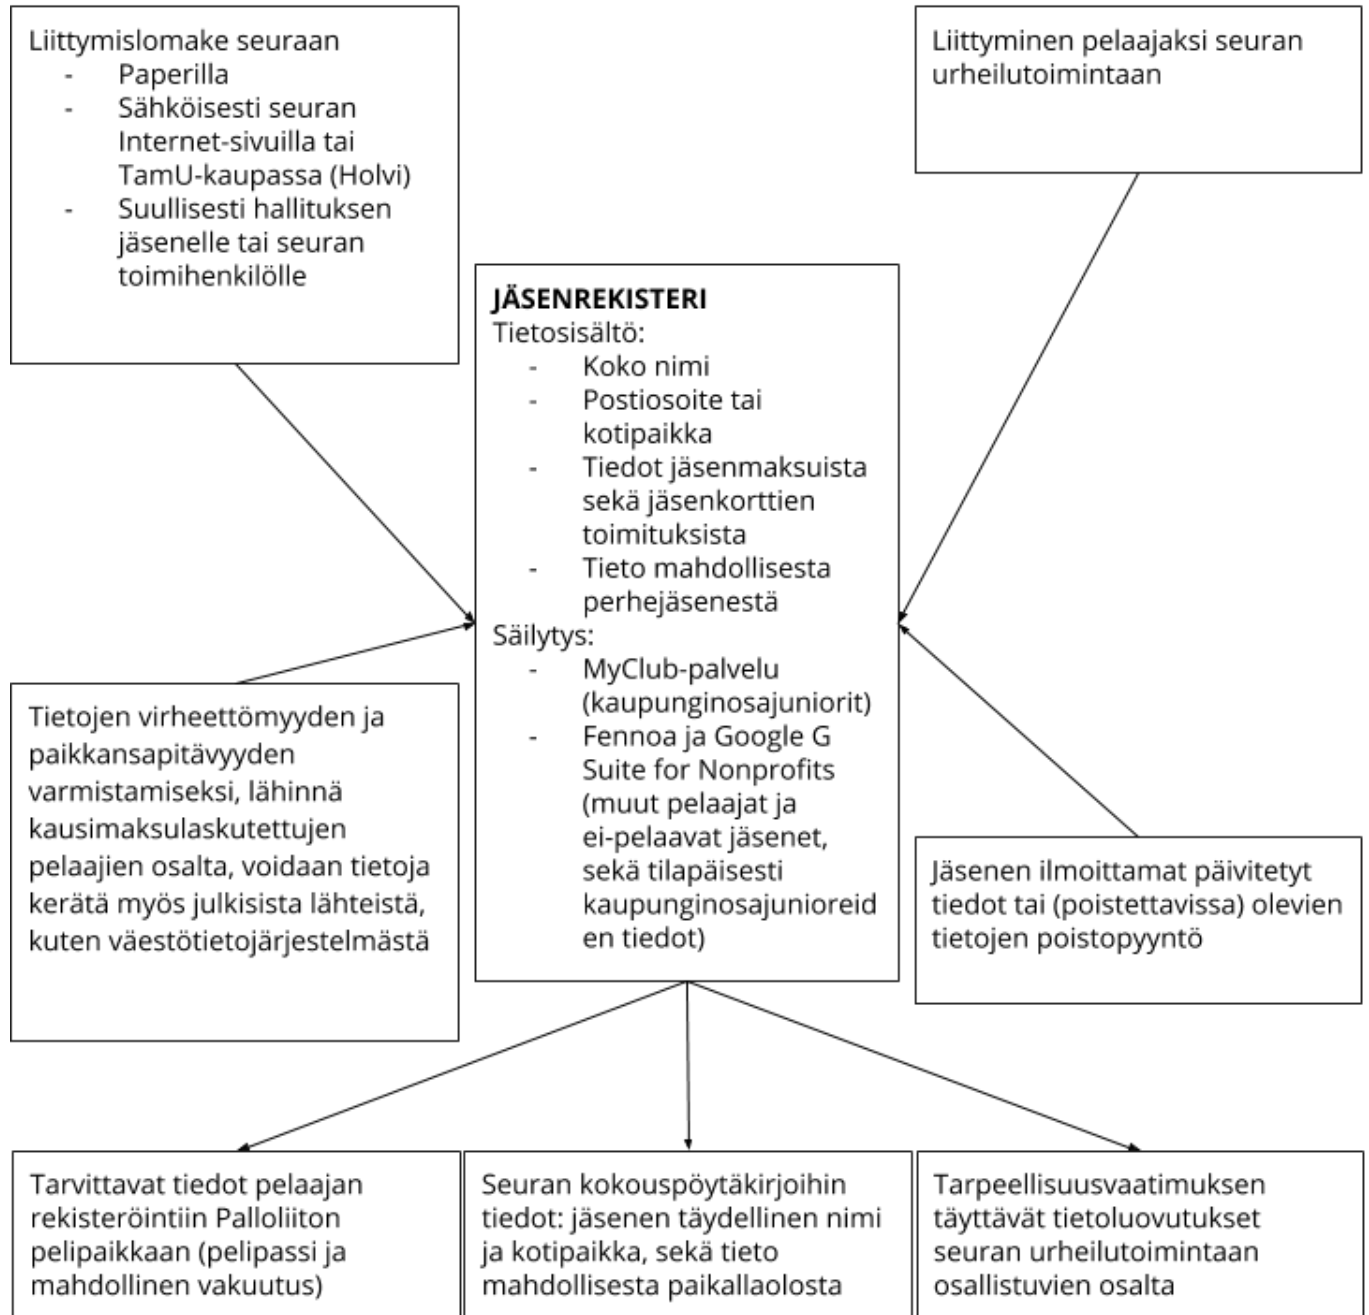 Liittymislomake seuraan
- Paperilla
- Sähköisesti seuran
Internet-sivuilla tai
TamU-kaupassa (Holvi)
- Suullisesti hallituksen
jäsenelle tai seuran
toimihenkilölle
Liittyminen pelaajaksi seuran
urheilutoimintaan
JÄSENREKISTERI
Tietosisältö:
- Koko nimi
- Postiosoite tai
kotipaikka
- Tiedot jäsenmaksuista
sekä jäsenkorttien
toimituksista
- Tieto mahdollisesta
perhejäsenestä
Säilytys:
- MyClub-palvelu
(kaupunginosajuniorit)
- Fennoa ja Google G
Suite for Nonprofits
(muut pelaajat ja
ei-pelaavat jäsenet,
sekä tilapäisesti
kaupunginosajunioreid
en tiedot)
Tietojen virheettömyyden ja
paikkansapitävyyden
varmistamiseksi, lähinnä
kausimaksulaskutettujen
pelaajien osalta, voidaan tietoja
kerätä myös julkisista lähteistä,
kuten väestötietojärjestelmästä
Jäsenen ilmoittamat päivitetyt
tiedot tai (poistettavissa) olevien
tietojen poistopyyntö
Tarvittavat tiedot pelaajan
rekisteröintiin Palloliiton
pelipaikkaan (pelipassi ja
mahdollinen vakuutus)
Seuran kokouspöytäkirjoihin
tiedot: jäsenen täydellinen nimi
ja kotipaikka, sekä tieto
mahdollisesta paikallaolosta
Tarpeellisuusvaatimuksen
täyttävät tietoluovutukset
seuran urheilutoimintaan
osallistuvien osalta